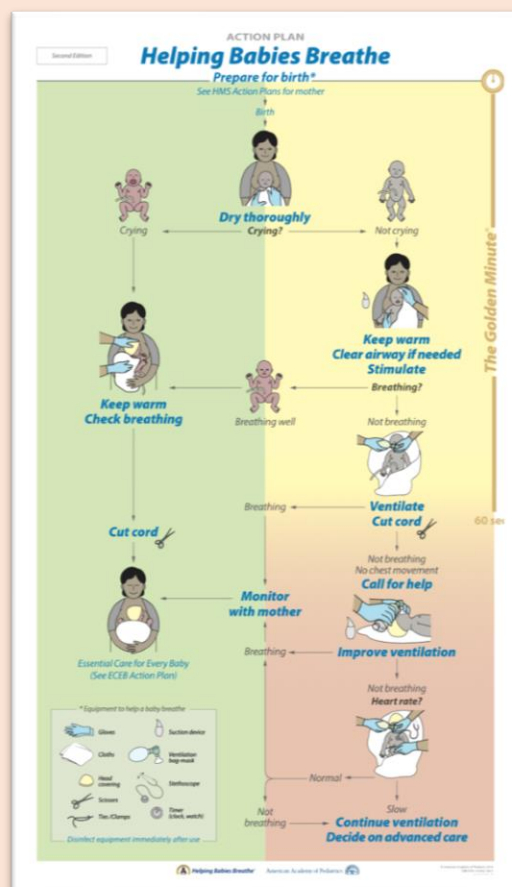 ACTION PLAN
Second Edition
Helping Babies Breathe
Prepare for birth*
See HMS Action Plans for mother
Birth
Dry thoroughly
Crying
Crying?
Not crying
The Golden Minute
Keep warm
Clear airway if needed
Stimulate
Breathing?
Keep warm
Check breathing
Breathing well
Not breathing
Breathing
Ventilate
Cut cord
60 sec
Cut cord
Not breathing
No chest movement
Call for help
Monitor
with mother
Essential Care for Every Baby
(See ECEB Action Plan)
Breathing
Improve ventilation
Not breathing
Heart rate?
* Equipment to help a baby breathe
Gloves
Suction device
Cloths
Ventilation
bag-mask
Head
covering
Stethoscope
Scissors
Ties/Clamps
Timer
(clock, watch)
Disinfect equipment immediately after use
Normal
Slow
Not
breathing
Continue ventilation
Decide on advanced care
Helping Babies Breathe
American Academy of Pediatrics